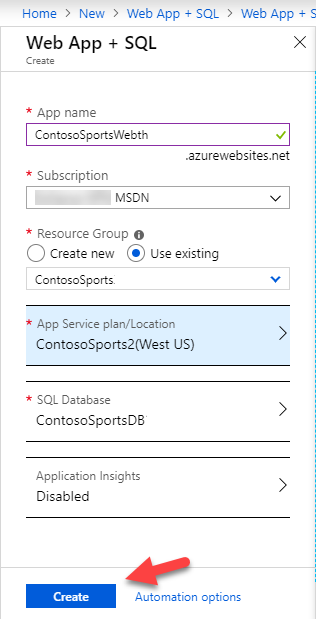 Home > New > Web App + SQL > Web App + S
Web App + SQL
Create
* App name
ContosoSportsWebth
.azurewebsites.net
* Subscription
MSDN
* Resource Group
Create new Use existing
ContosoSports
* App Service plan/Location
ContosoSports2(West US)
* SQL Database
ContosoSportsDB
Application Insights
Disabled
Create Automation options